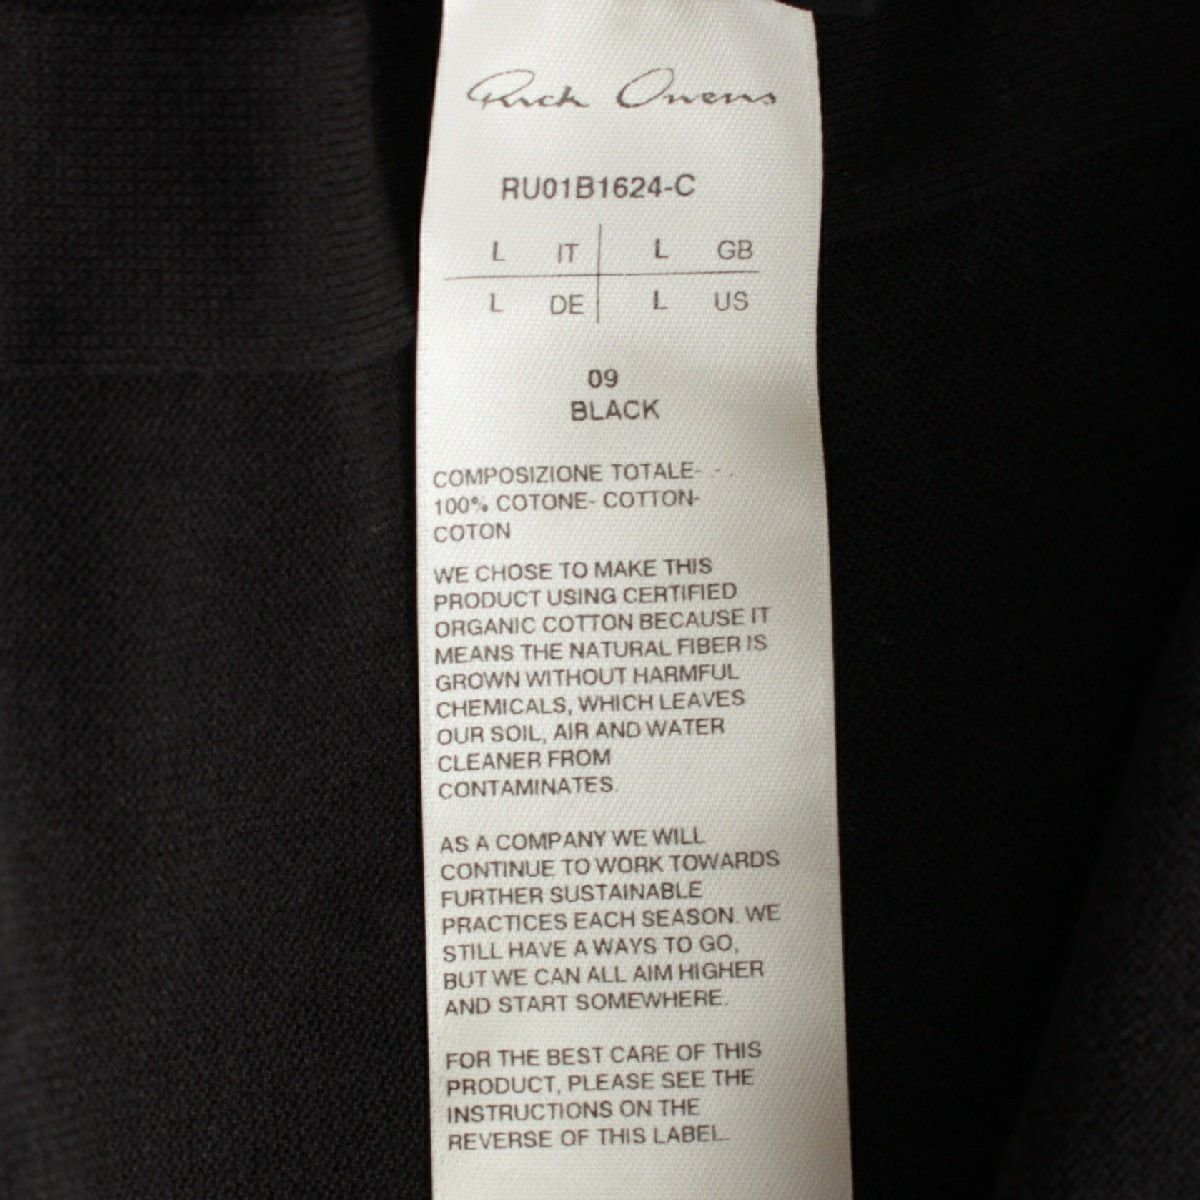 Rick Owens
RU01B1624-C
L IT L GB
L DE L US
09
BLACK
COMPOSIZIONE TOTALE- - .
100% COTONE- COTTON-
COTON
WE CHOSE TO MAKE THIS
PRODUCT USING CERTIFIED
ORGANIC COTTON BECAUSE IT
MEANS THE NATURAL FIBER IS
GROWN WITHOUT HARMFUL
CHEMICALS, WHICH LEAVES
OUR SOIL, AIR AND WATER
CLEANER FROM
CONTAMINATES.
AS A COMPANY WE WILL
CONTINUE TO WORK TOWARDS
FURTHER SUSTAINABLE
PRACTICES EACH SEASON. WE
STILL HAVE A WAYS TO GO,
BUT WE CAN ALL AIM HIGHER
AND START SOMEWHERE.
FOR THE BEST CARE OF THIS
PRODUCT, PLEASE SEE THE
INSTRUCTIONS ON THE
REVERSE OF THIS LABEL.